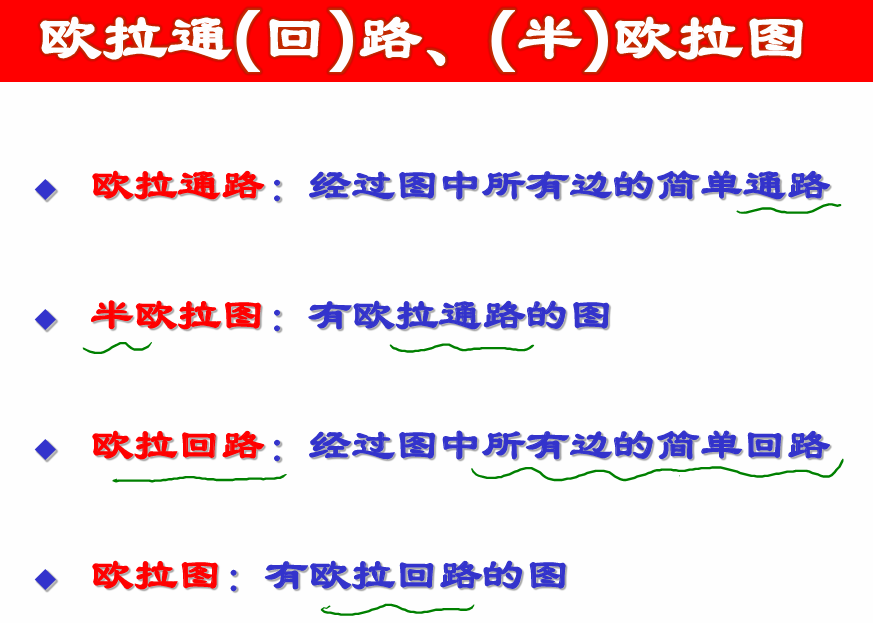 欧拉通(回)路、(半)欧拉图
◆ 欧拉通路：经过图中所有边的简单通路
◆ 半欧拉图：有欧拉通路的图
◆ 欧拉回路：经过图中所有边的简单回路
◆ 欧拉图：有欧拉回路的图